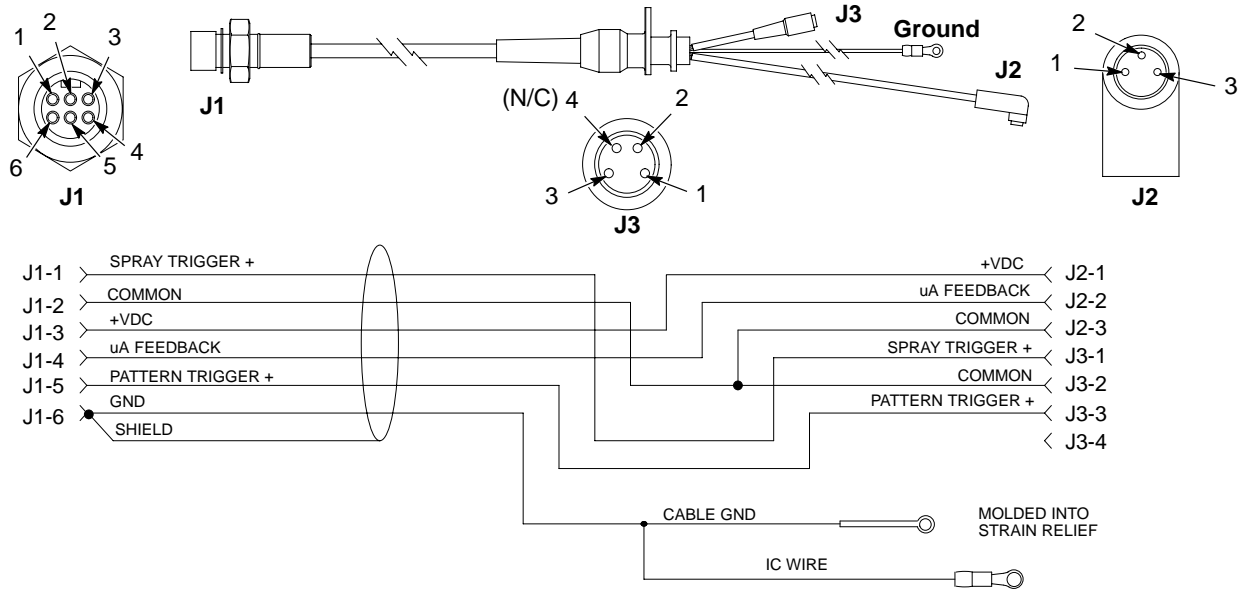 1 2 3
6 5 4
J1
J1
J3
Ground
J2
(N/C) 4 2
3 1
J3
2
1
3
J2
J1-1 SPRAY TRIGGER +
J1-2 COMMON
J1-3 +VDC
J1-4 uA FEEDBACK
J1-5 PATTERN TRIGGER +
J1-6 GND
SHIELD
+VDC J2-1
uA FEEDBACK J2-2
COMMON J2-3
SPRAY TRIGGER + J3-1
COMMON J3-2
PATTERN TRIGGER + J3-3
J3-4
CABLE GND
MOLDED INTO
STRAIN RELIEF
IC WIRE